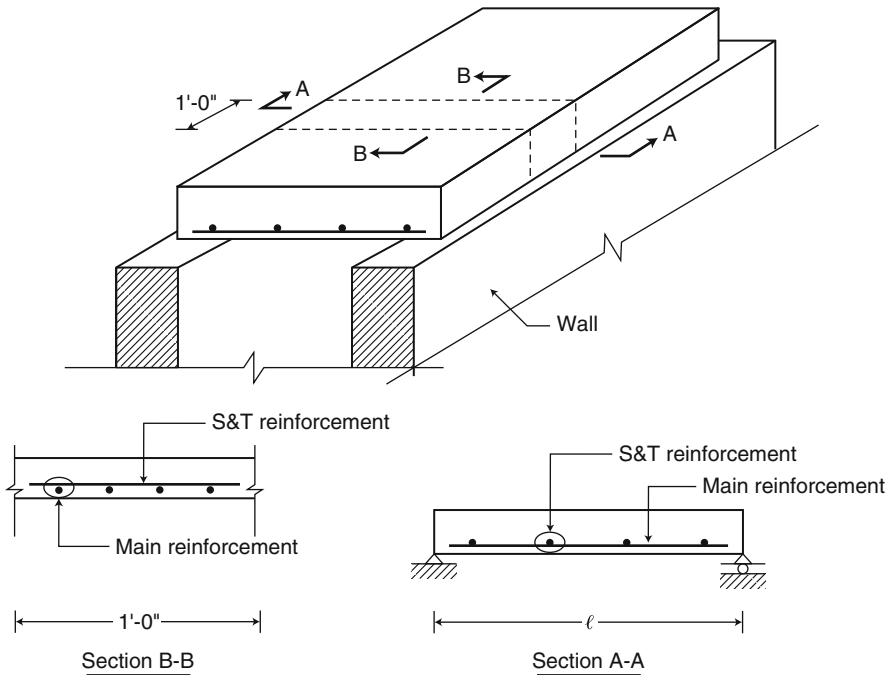 A
B
1'-0"
B
A
Wall
S&T reinforcement
Main reinforcement
1'-0"
Section B-B
S&T reinforcement
Main reinforcement
ℓ
Section A-A